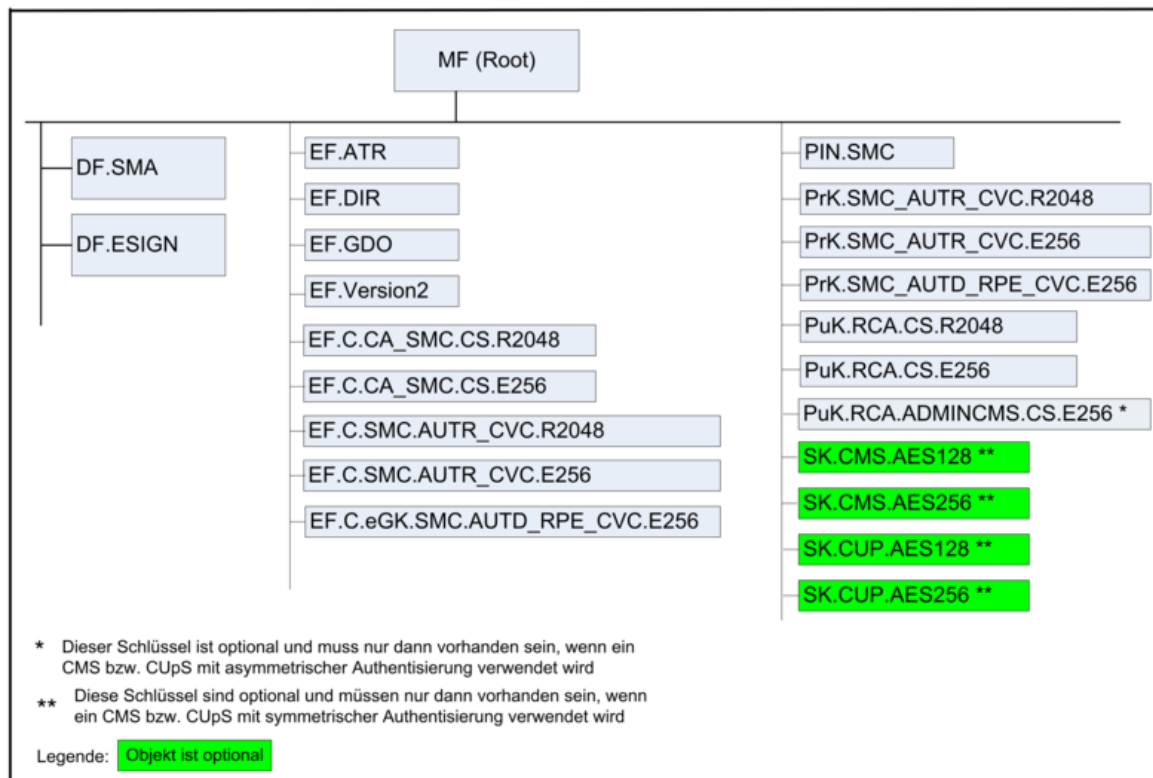 MF (Root)
DF.SMA
DF.ESIGN
EF.ATR
EF.DIR
EF.GDO
EF.Version2
EF.C.CA_SMC.CS.R2048
EF.C.CA_SMC.CS.E256
EF.C.SMC.AUTR_CVC.R2048
EF.C.SMC.AUTR_CVC.E256
EF.C.eGK.SMC.AUTD_RPE_CVC.E256
PIN.SMC
PrK.SMC_AUTR_CVC.R2048
PrK.SMC_AUTR_CVC.E256
PrK.SMC_AUTD_RPE_CVC.E256
PuK.RCA.CS.R2048
PuK.RCA.CS.E256
PuK.RCA.ADMINCMS.CS.E256 *
SK.CMS.AES128 **
SK.CMS.AES256 **
SK.CUP.AES128 **
SK.CUP.AES256 **
* Dieser Schlüssel ist optional und muss nur dann vorhanden sein, wenn ein
CMS bzw. CUpS mit asymmetrischer Authentisierung verwendet wird
** Diese Schlüssel sind optional und müssen nur dann vorhanden sein, wenn
ein CMS bzw. CUpS mit symmetrischer Authentisierung verwendet wird
Legende: Objekt ist optional